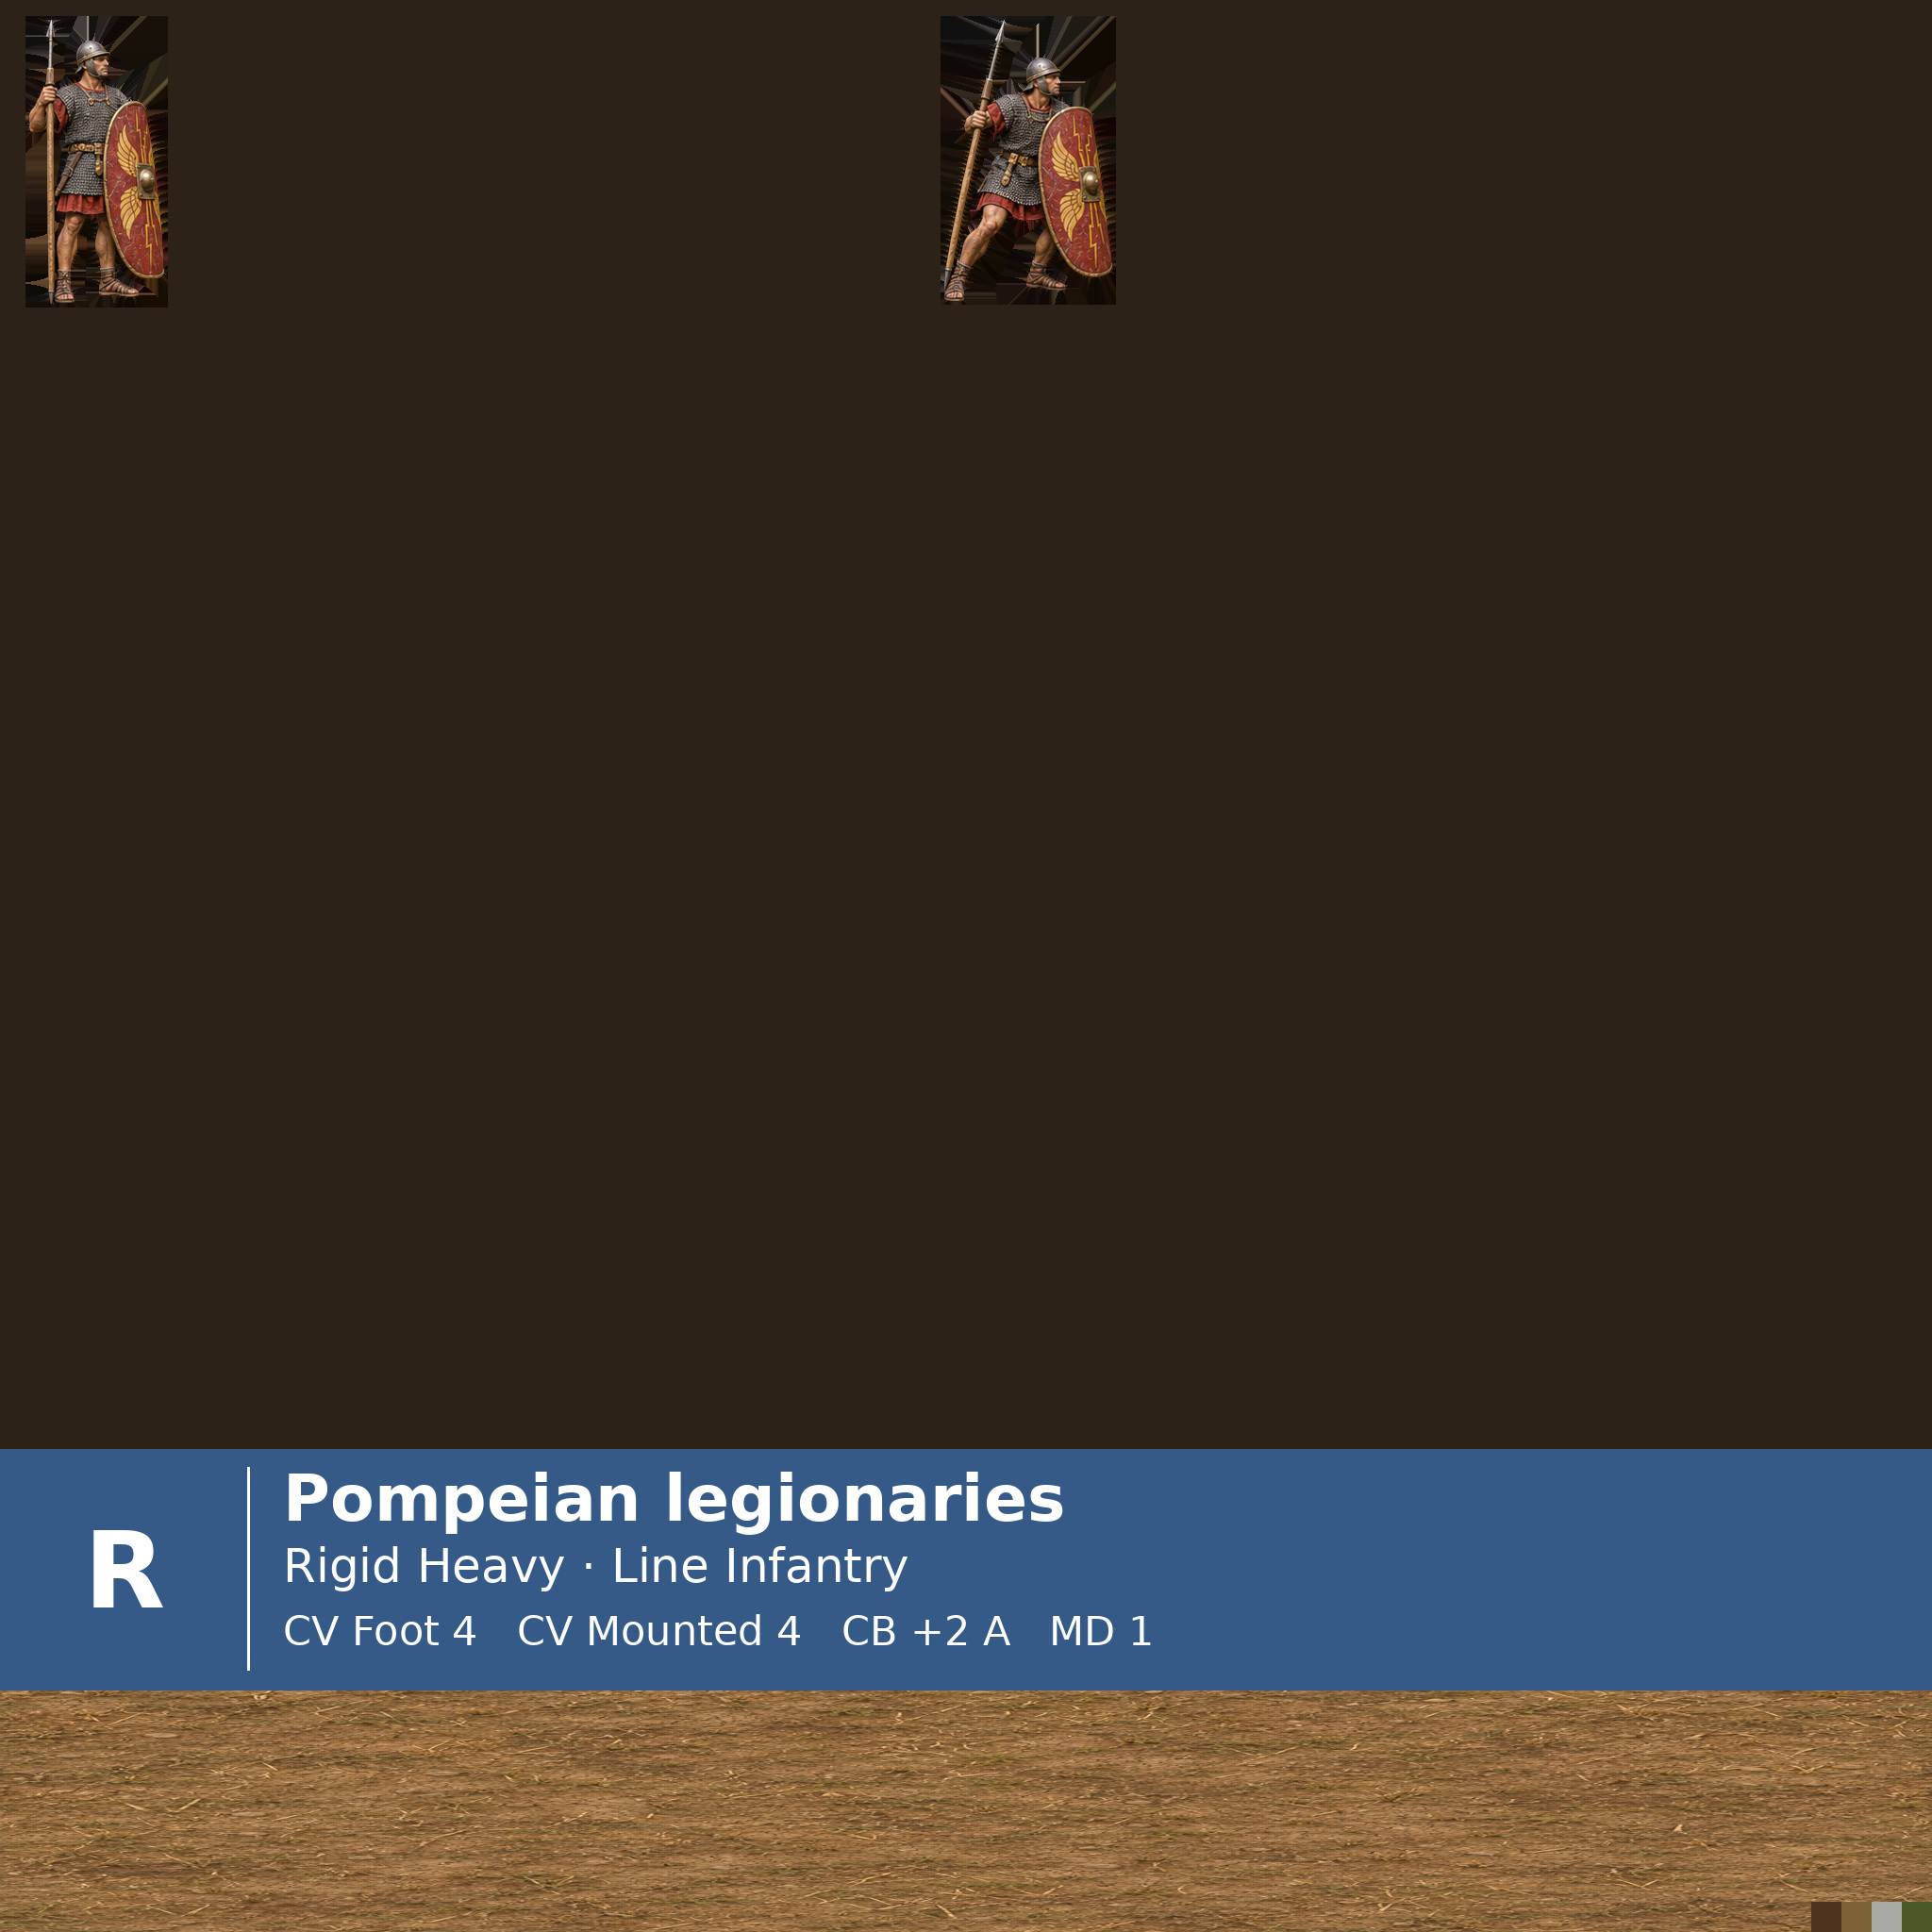 R
Pompeian legionaries
Rigid Heavy · Line Infantry
CV Foot 4 CV Mounted 4 CB +2 A MD 1